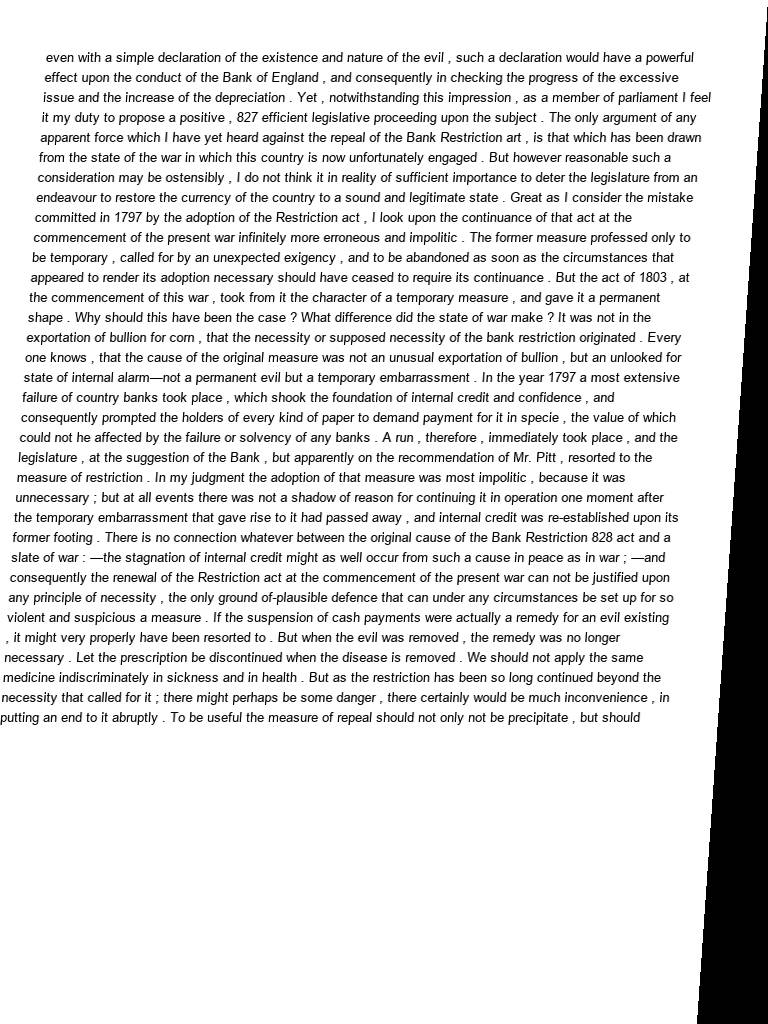 even with a simple declaration of the existence and nature of the evil , such a declaration would have a powerful
effect upon the conduct of the Bank of England , and consequently in checking the progress of the excessive
issue and the increase of the depreciation . Yet , notwithstanding this impression , as a member of parliament I feel
it my duty to propose a positive , 827 efficient legislative proceeding upon the subject . The only argument of any
apparent force which I have yet heard against the repeal of the Bank Restriction art , is that which has been drawn
from the state of the war in which this country is now unfortunately engaged . But however reasonable such a
consideration may be ostensibly , I do not think it in reality of sufficient importance to deter the legislature from an
endeavour to restore the currency of the country to a sound and legitimate state . Great as I consider the mistake
committed in 1797 by the adoption of the Restriction act , I look upon the continuance of that act at the
commencement of the present war infinitely more erroneous and impolitic . The former measure professed only to
be temporary , called for by an unexpected exigency , and to be abandoned as soon as the circumstances that
appeared to render its adoption necessary should have ceased to require its continuance . But the act of 1803 , at
the commencement of this war , took from it the character of a temporary measure , and gave it a permanent
shape . Why should this have been the case ? What difference did the state of war make ? It was not in the
exportation of bullion for corn , that the necessity or supposed necessity of the bank restriction originated . Every
one knows , that the cause of the original measure was not an unusual exportation of bullion , but an unlooked for
state of internal alarm—not a permanent evil but a temporary embarrassment . In the year 1797 a most extensive
failure of country banks took place , which shook the foundation of internal credit and confidence , and
consequently prompted the holders of every kind of paper to demand payment for it in specie , the value of which
could not he affected by the failure or solvency of any banks . A run , therefore , immediately took place , and the
legislature , at the suggestion of the Bank , but apparently on the recommendation of Mr. Pitt , resorted to the
measure of restriction . In my judgment the adoption of that measure was most impolitic , because it was
unnecessary ; but at all events there was not a shadow of reason for continuing it in operation one moment after
the temporary embarrassment that gave rise to it had passed away , and internal credit was re-established upon its
former footing . There is no connection whatever between the original cause of the Bank Restriction 828 act and a
slate of war : —the stagnation of internal credit might as well occur from such a cause in peace as in war ; —and
consequently the renewal of the Restriction act at the commencement of the present war can not be justified upon
any principle of necessity , the only ground of-plausible defence that can under any circumstances be set up for so
violent and suspicious a measure . If the suspension of cash payments were actually a remedy for an evil existing
, it might very properly have been resorted to . But when the evil was removed , the remedy was no longer
necessary . Let the prescription be discontinued when the disease is removed . We should not apply the same
medicine indiscriminately in sickness and in health . But as the restriction has been so long continued beyond the
necessity that called for it ; there might perhaps be some danger , there certainly would be much inconvenience , in
putting an end to it abruptly . To be useful the measure of repeal should not only not be precipitate , but should